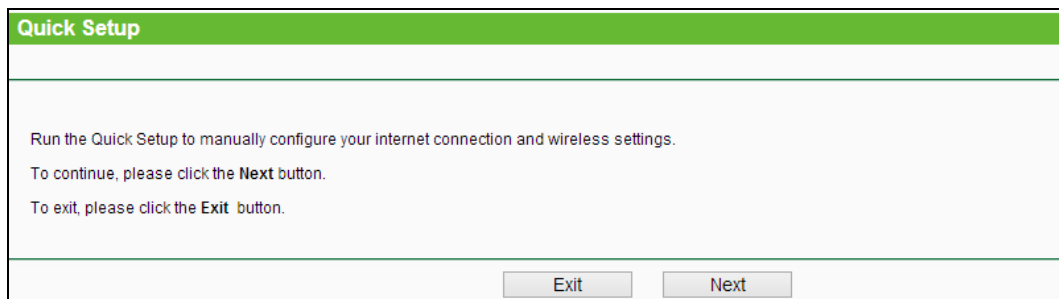 Quick Setup
Run the Quick Setup to manually configure your internet connection and wireless settings.
To continue, please click the Next button.
To exit, please click the Exit button.
Exit Next